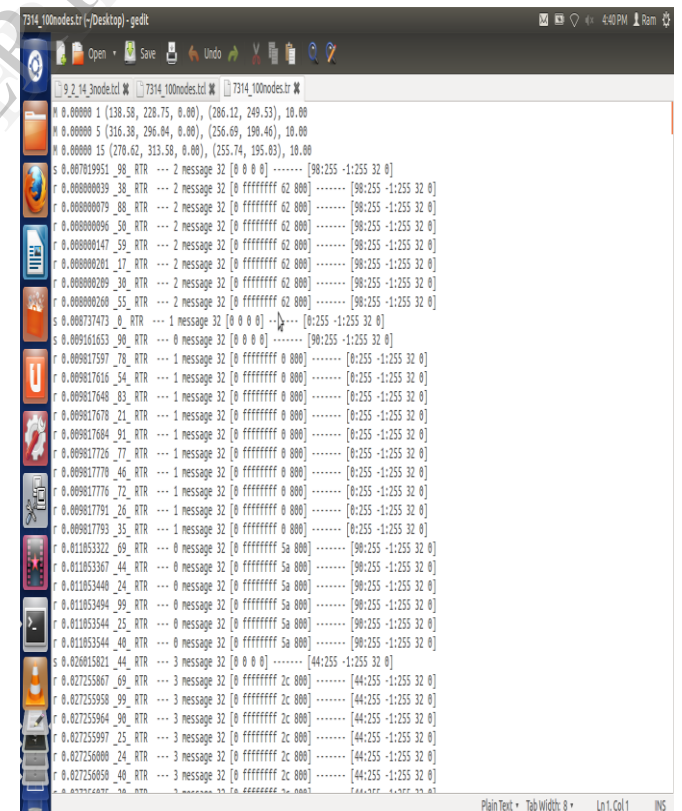 7314_100nodes.tr (~/Desktop) - gedit 4:40 PM Ram
Open Save Undo
9_2_14_3node.tcl 7314_100nodes.tcl 7314_100nodes.tr
M 0.00000 1 (138.58, 228.75, 0.00), (286.12, 249.53), 10.00
M 0.00000 5 (316.38, 296.04, 0.00), (256.69, 190.46), 10.00
M 0.00000 15 (270.62, 313.58, 0.00), (255.74, 195.03), 10.00
s 0.007019951 _98_ RTR --- 2 message 32 [0 0 0 0] ------- [98:255 -1:255 32 0]
r 0.008000039 _38_ RTR --- 2 message 32 [0 ffffffff 62 800] ------- [98:255 -1:255 32 0]
r 0.008000079 _88_ RTR --- 2 message 32 [0 ffffffff 62 800] ------- [98:255 -1:255 32 0]
r 0.008000096 _50_ RTR --- 2 message 32 [0 ffffffff 62 800] ------- [98:255 -1:255 32 0]
r 0.008000147 _59_ RTR --- 2 message 32 [0 ffffffff 62 800] ------- [98:255 -1:255 32 0]
r 0.008000201 _17_ RTR --- 2 message 32 [0 ffffffff 62 800] ------- [98:255 -1:255 32 0]
r 0.008000209 _30_ RTR --- 2 message 32 [0 ffffffff 62 800] ------- [98:255 -1:255 32 0]
r 0.008000260 _55_ RTR --- 2 message 32 [0 ffffffff 62 800] ------- [98:255 -1:255 32 0]
s 0.008737473 _0_ RTR --- 1 message 32 [0 0 0 0] ------- [0:255 -1:255 32 0]
s 0.009161653 _90_ RTR --- 0 message 32 [0 0 0 0] ------- [90:255 -1:255 32 0]
r 0.009817597 _78_ RTR --- 1 message 32 [0 ffffffff 0 800] ------- [0:255 -1:255 32 0]
r 0.009817616 _54_ RTR --- 1 message 32 [0 ffffffff 0 800] ------- [0:255 -1:255 32 0]
r 0.009817648 _83_ RTR --- 1 message 32 [0 ffffffff 0 800] ------- [0:255 -1:255 32 0]
r 0.009817678 _21_ RTR --- 1 message 32 [0 ffffffff 0 800] ------- [0:255 -1:255 32 0]
r 0.009817684 _91_ RTR --- 1 message 32 [0 ffffffff 0 800] ------- [0:255 -1:255 32 0]
r 0.009817726 _77_ RTR --- 1 message 32 [0 ffffffff 0 800] ------- [0:255 -1:255 32 0]
r 0.009817770 _46_ RTR --- 1 message 32 [0 ffffffff 0 800] ------- [0:255 -1:255 32 0]
r 0.009817776 _72_ RTR --- 1 message 32 [0 ffffffff 0 800] ------- [0:255 -1:255 32 0]
r 0.009817791 _26_ RTR --- 1 message 32 [0 ffffffff 0 800] ------- [0:255 -1:255 32 0]
r 0.009817793 _35_ RTR --- 1 message 32 [0 ffffffff 0 800] ------- [0:255 -1:255 32 0]
r 0.011053322 _69_ RTR --- 0 message 32 [0 ffffffff 5a 800] ------- [90:255 -1:255 32 0]
r 0.011053367 _44_ RTR --- 0 message 32 [0 ffffffff 5a 800] ------- [90:255 -1:255 32 0]
r 0.011053440 _24_ RTR --- 0 message 32 [0 ffffffff 5a 800] ------- [90:255 -1:255 32 0]
r 0.011053494 _99_ RTR --- 0 message 32 [0 ffffffff 5a 800] ------- [90:255 -1:255 32 0]
r 0.011053544 _25_ RTR --- 0 message 32 [0 ffffffff 5a 800] ------- [90:255 -1:255 32 0]
r 0.011053544 _40_ RTR --- 0 message 32 [0 ffffffff 5a 800] ------- [90:255 -1:255 32 0]
s 0.026015821 _44_ RTR --- 3 message 32 [0 0 0 0] ------- [44:255 -1:255 32 0]
r 0.027255867 _69_ RTR --- 3 message 32 [0 ffffffff 2c 800] ------- [44:255 -1:255 32 0]
r 0.027255958 _99_ RTR --- 3 message 32 [0 ffffffff 2c 800] ------- [44:255 -1:255 32 0]
r 0.027255964 _90_ RTR --- 3 message 32 [0 ffffffff 2c 800] ------- [44:255 -1:255 32 0]
r 0.027255997 _25_ RTR --- 3 message 32 [0 ffffffff 2c 800] ------- [44:255 -1:255 32 0]
r 0.027256000 _24_ RTR --- 3 message 32 [0 ffffffff 2c 800] ------- [44:255 -1:255 32 0]
r 0.027256050 _40_ RTR --- 3 message 32 [0 ffffffff 2c 800] ------- [44:255 -1:255 32 0]
Plain Text Tab Width: 8 Ln 1, Col 1 INS